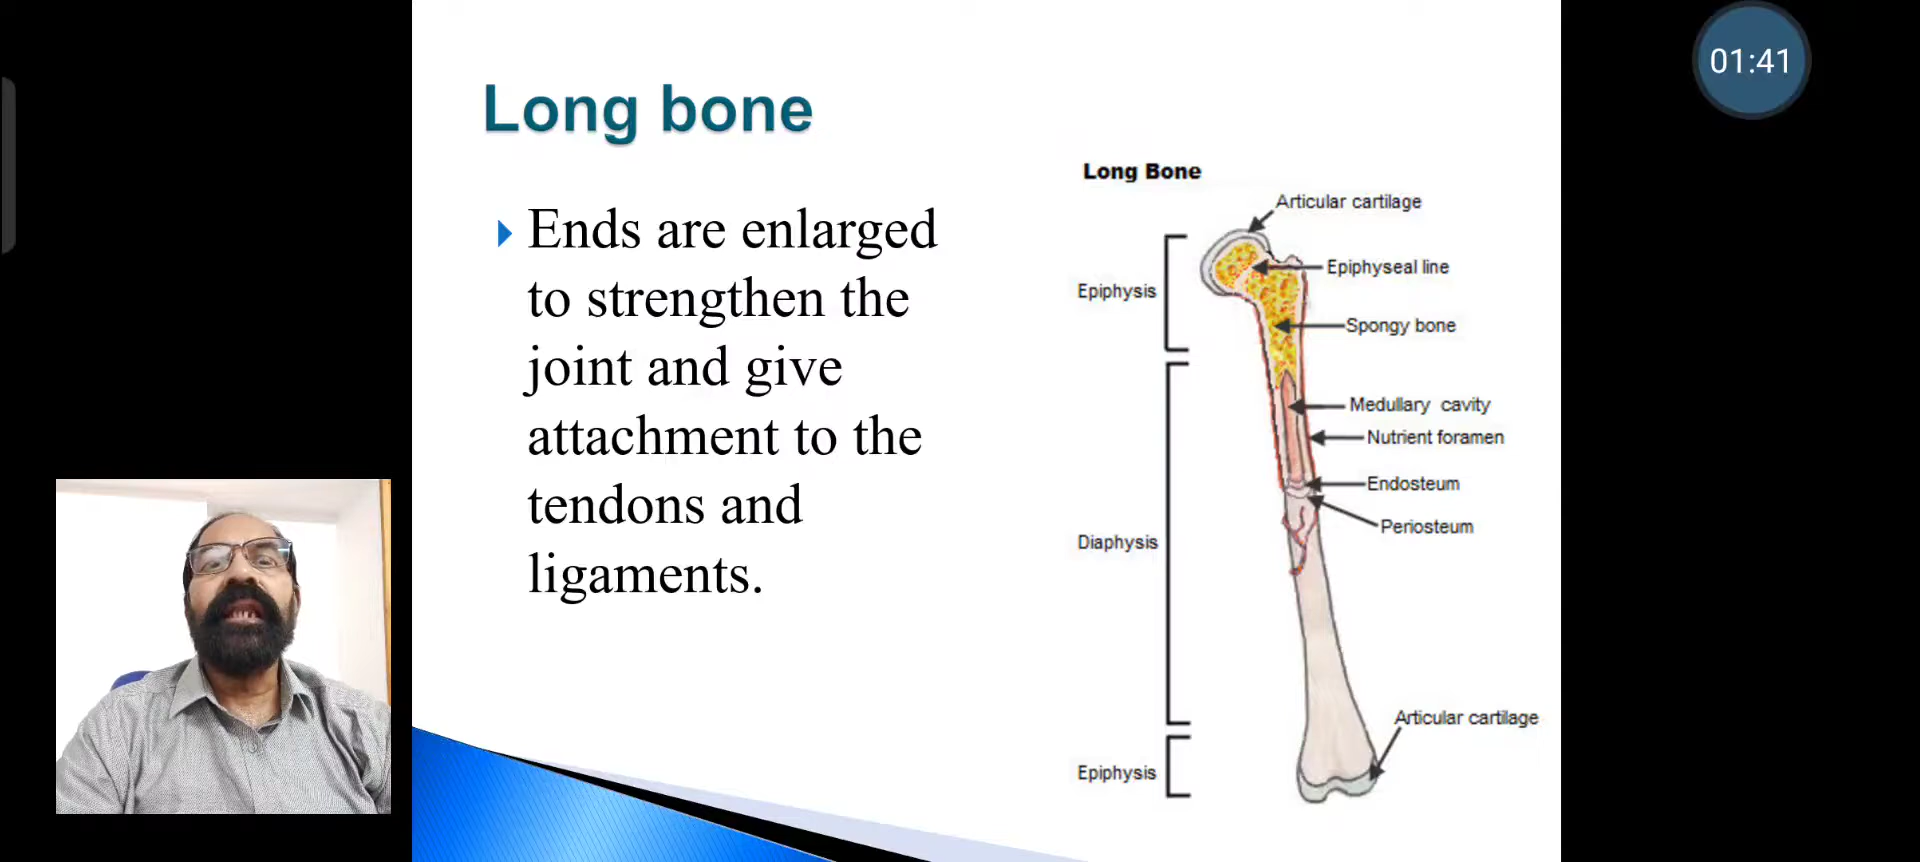 01:41
Long bone
Ends are enlarged
to strengthen the
joint and give
attachment to the
tendons and
ligaments.
Long Bone
Articular cartilage
Epiphyseal line
Epiphysis
Spongy bone
Medullary cavity
Nutrient foramen
Endosteum
Periosteum
Diaphysis
Articular cartilage
Epiphysis